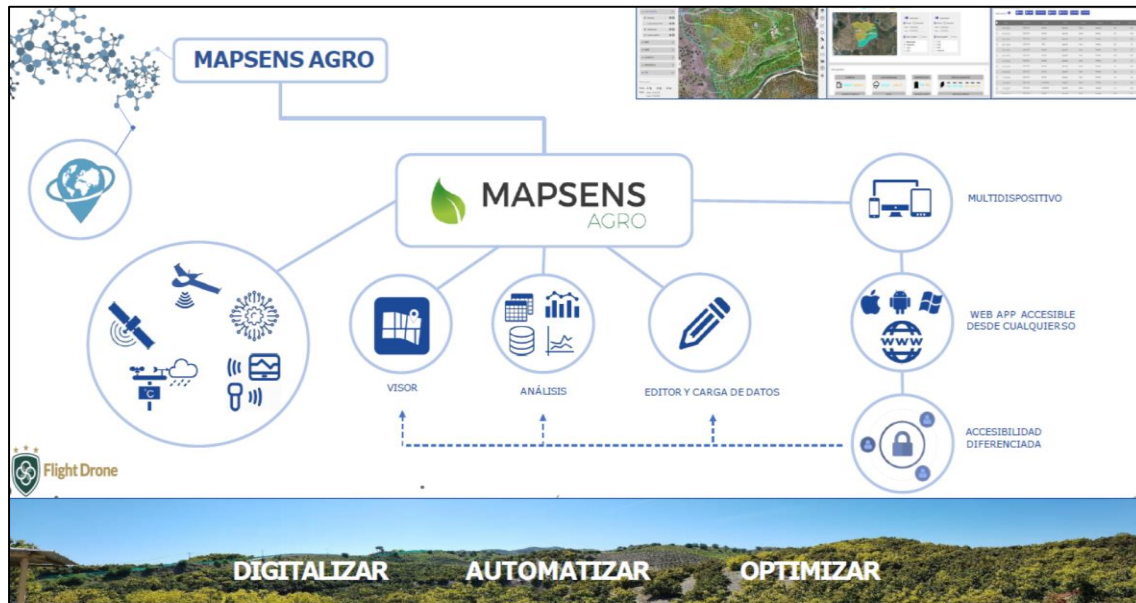 MAPSENS AGRO
MAPSENS
AGRO
MULTIDISPOSITIVO
WEB APP ACCESIBLE
DESDE CUALQUIERSO
WWW
°C
VISOR
ANÁLISIS
EDITOR Y CARGA DE DATOS
ACCESIBILIDAD
DIFERENCIADA
Flight Drone
DIGITALIZAR AUTOMATIZAR OPTIMIZAR